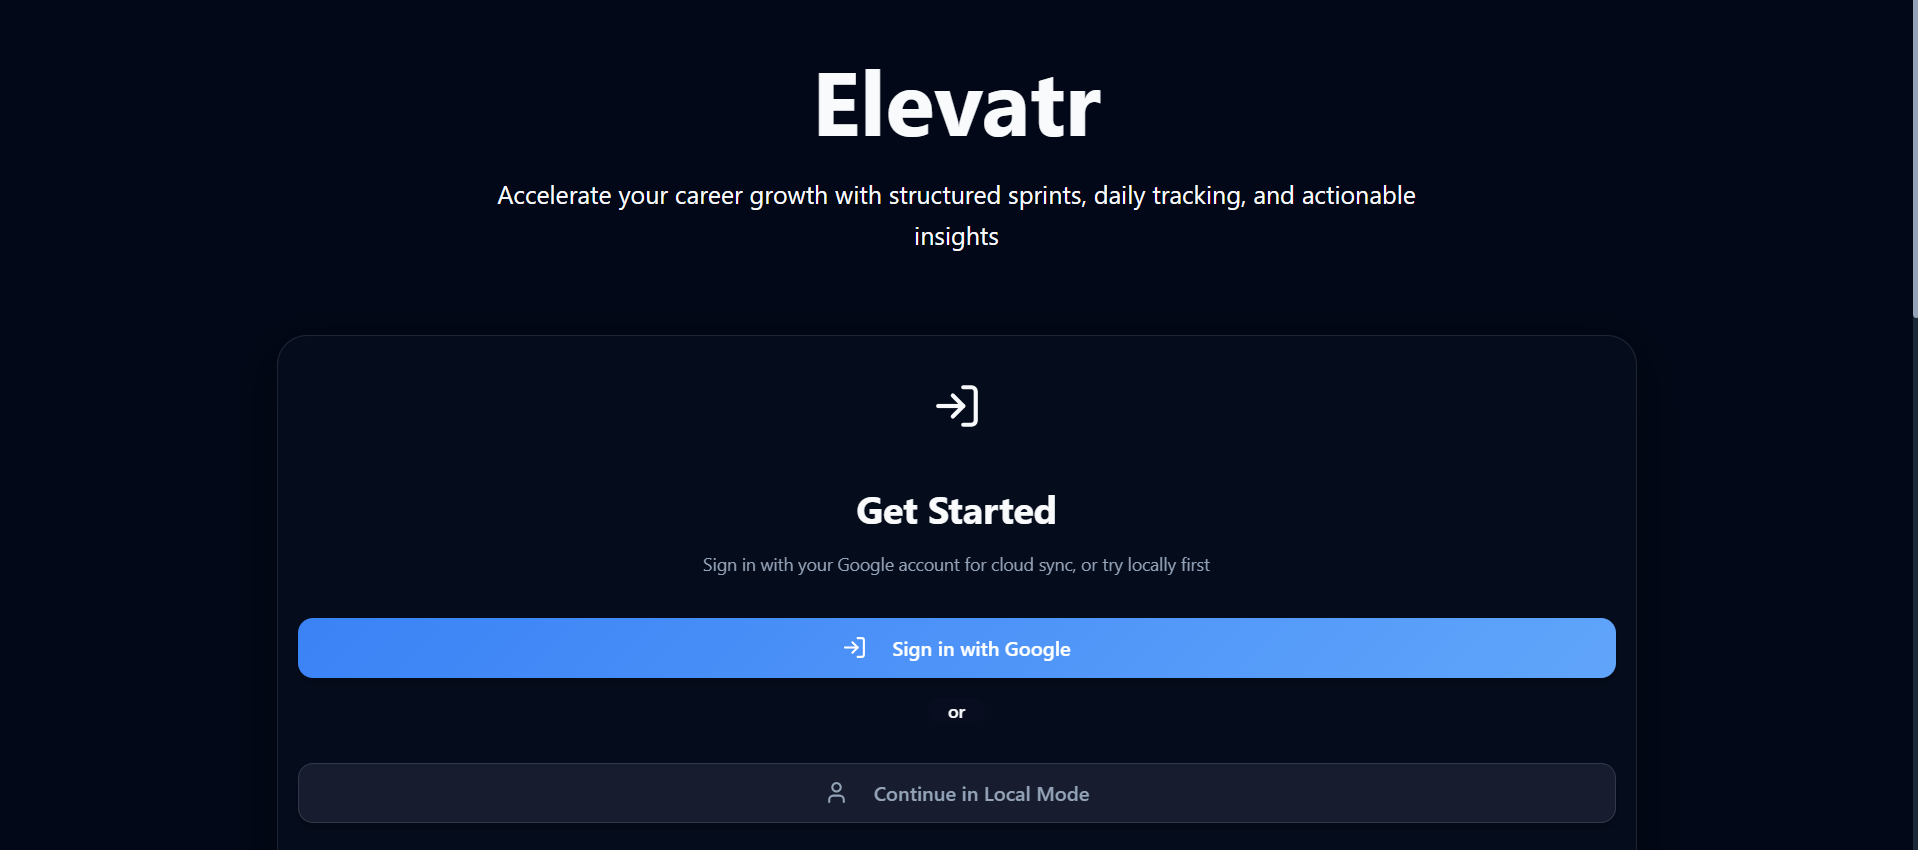 Elevatr
Accelerate your career growth with structured sprints, daily tracking, and actionable
insights
Get Started
Sign in with your Google account for cloud sync, or try locally first
Sign in with Google
or
Continue in Local Mode